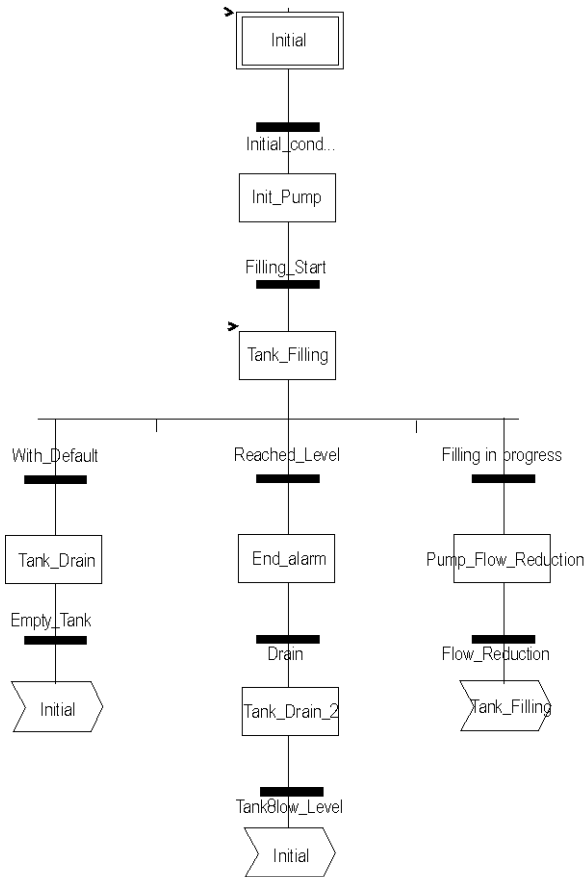 Initial
Initial_cond...
Init_Pump
Filling_Start
Tank_Filling
With_Default
Reached_Level
Filling in progress
Tank_Drain
End_alarm
Pump_Flow_Reduction
Empty_Tank
Drain
Flow_Reduction
Initial
Tank_Drain_2
Tank_Filling
Initial